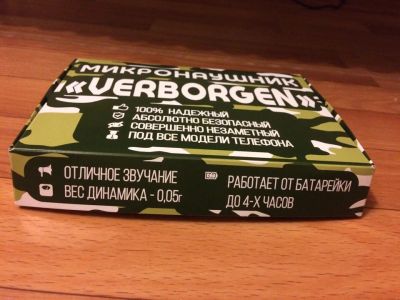 МИКРОНАУШНИК
«VERBORGEN»
100% НАДЕЖНЫЙ
АБСОЛЮТНО БЕЗОПАСНЫЙ
СОВЕРШЕННО НЕЗАМЕТНЫЙ
ПОД ВСЕ МОДЕЛИ ТЕЛЕФОНА
ОТЛИЧНОЕ ЗВУЧАНИЕ
ВЕС ДИНАМИКА - 0,05г
РАБОТАЕТ ОТ БАТАРЕЙКИ
ДО 4-Х ЧАСОВ